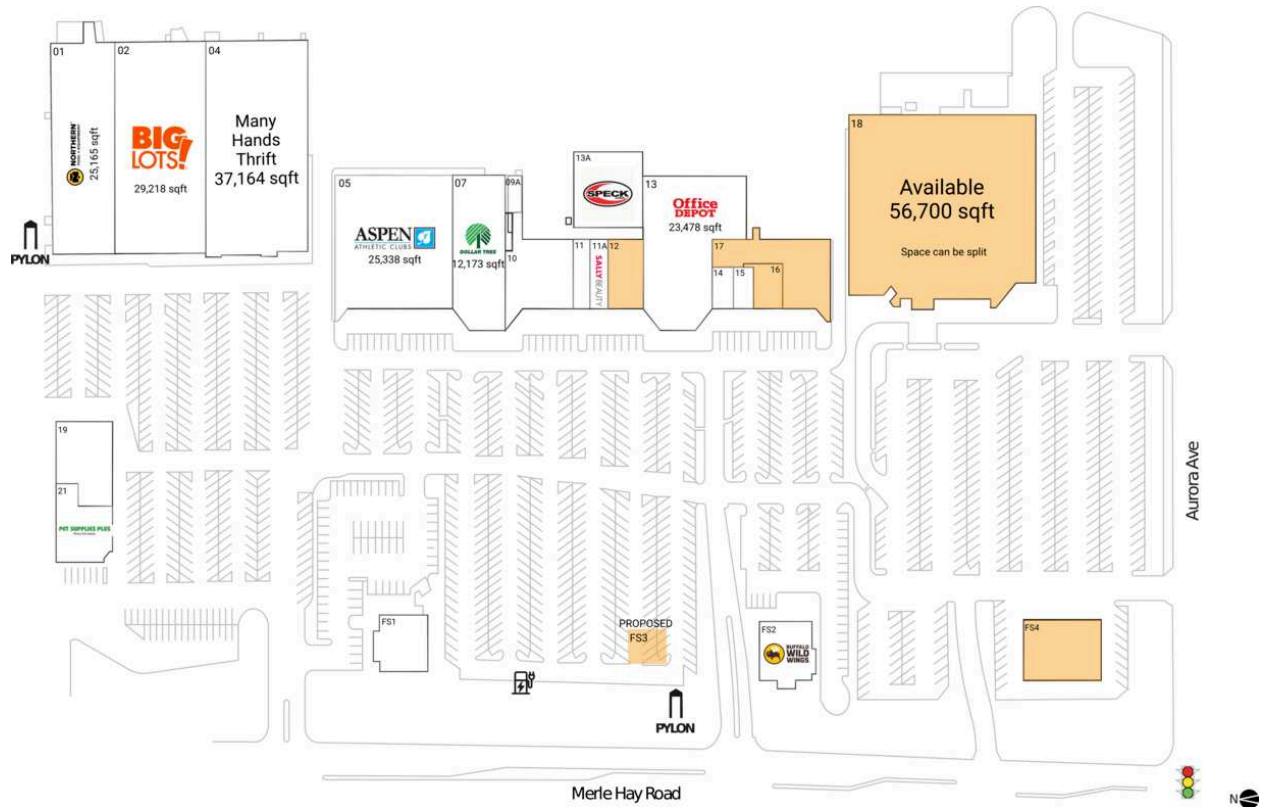 01
NORTHERN
25,165 sqft
02
BIG
LOTS!
29,218 sqft
04
Many
Hands
Thrift
37,164 sqft
PYLON
05
ASPEN
ATHLETIC CLUBS
25,338 sqft
07
DOLLAR TREE
12,173 sqft
09A
10
13A
SPECK
11
11A
SALLY BEAUTY
12
13
Office
DEPOT
23,478 sqft
17
14
15
16
18
Available
56,700 sqft
Space can be split
19
21
PET SUPPLIES PLUS
FS1
PROPOSED
FS3
PYLON
FS2
BUFFALO
WILD
WINGS
FS4
Aurora Ave
Merle Hay Road
N